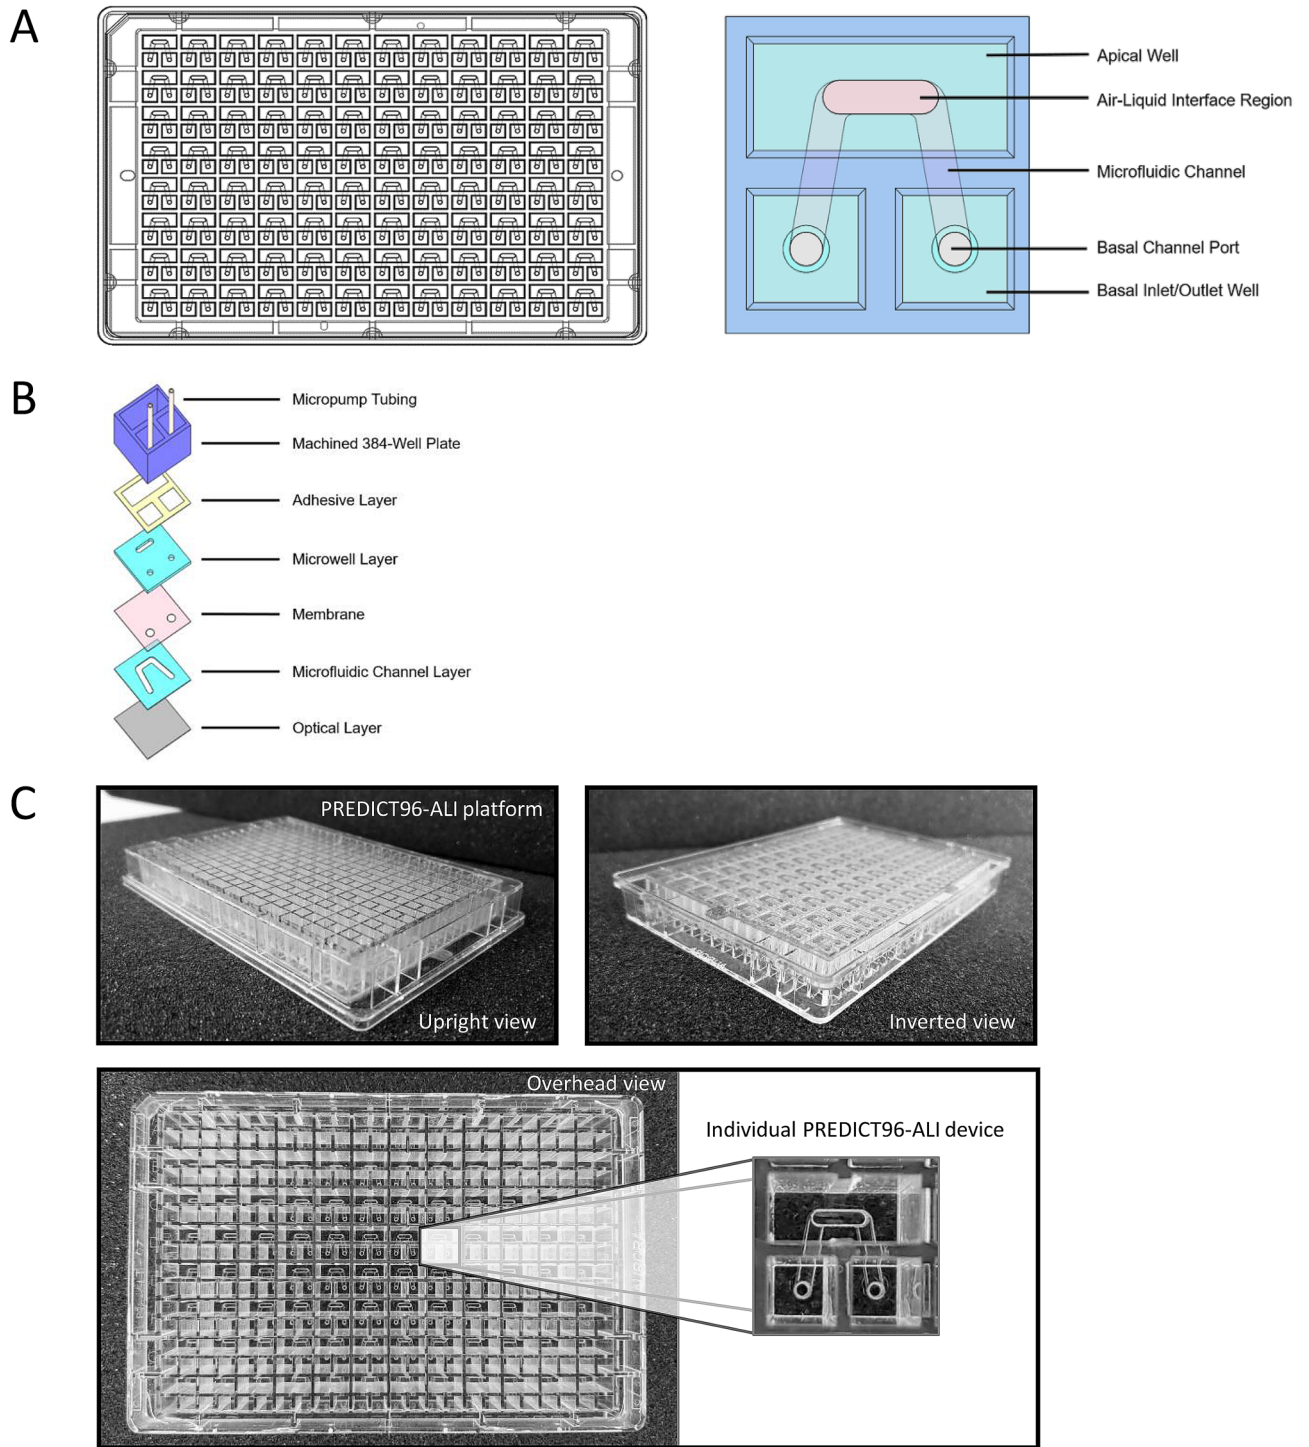 A
Apical Well
Air-Liquid Interface Region
Microfluidic Channel
Basal Channel Port
Basal Inlet/Outlet Well
B
Micropump Tubing
Machined 384-Well Plate
Adhesive Layer
Microwell Layer
Membrane
Microfluidic Channel Layer
Optical Layer
C
PREDICT96-ALI platform
Upright view
Inverted view
Overhead view
Individual PREDICT96-ALI device